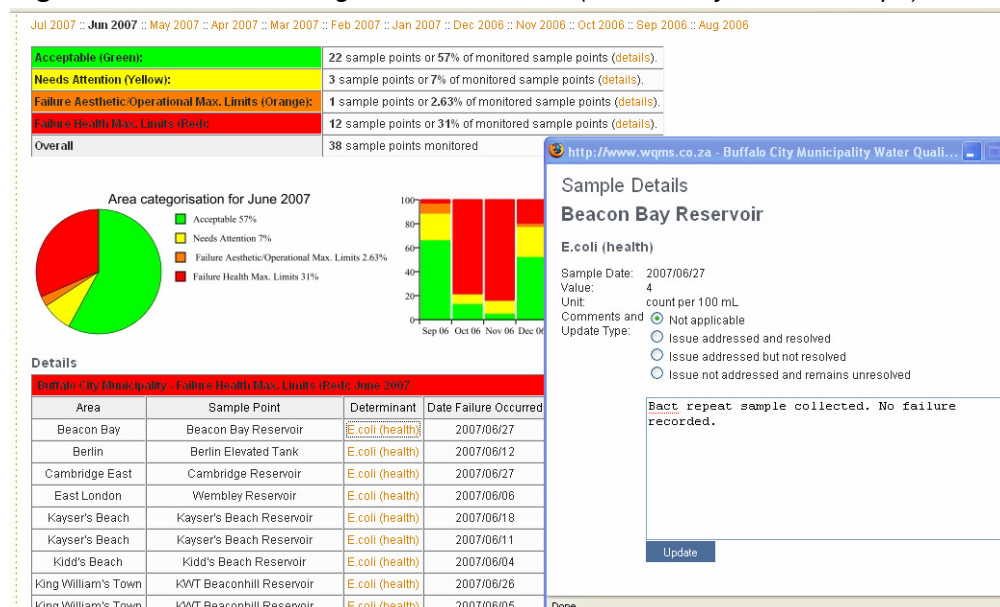 Jul 2007 :: Jun 2007 :: May 2007 :: Apr 2007 :: Mar 2007 :: Feb 2007 :: Jan 2007 :: Dec 2006 :: Nov 2006 :: Oct 2006 :: Sep 2006 :: Aug 2006
Acceptable (Green): 22 sample points or 57% of monitored sample points (details).
Needs Attention (Yellow): 3 sample points or 7% of monitored sample points (details).
Failure Aesthetic/Operational Max. Limits (Orange): 1 sample points or 2.63% of monitored sample points (details).
Failure Health Max. Limits (Red): 12 sample points or 31% of monitored sample points (details).
Overall 38 sample points monitored
Area categorisation for June 2007
Acceptable 57%
Needs Attention 7%
Failure Aesthetic/Operational Max. Limits 2.63%
Failure Health Max. Limits 31%
100
80
60
40
20
0
Sep 06 Oct 06 Nov 06 Dec 06
Details
Buffalo City Municipality - Failure Health Max. Limits (Red): June 2007
Area Sample Point Determinant Date Failure Occurred
Beacon Bay Beacon Bay Reservoir E.coli (health) 2007/06/27
Berlin Berlin Elevated Tank E.coli (health) 2007/06/12
Cambridge East Cambridge Reservoir E.coli (health) 2007/06/27
East London Wembley Reservoir E.coli (health) 2007/06/06
Kayser's Beach Kayser's Beach Reservoir E.coli (health) 2007/06/18
Kayser's Beach Kayser's Beach Reservoir E.coli (health) 2007/06/11
Kidd's Beach Kidd's Beach Reservoir E.coli (health) 2007/06/04
King William's Town KWT Beaconhill Reservoir E.coli (health) 2007/06/26
King William's Town KWT Beaconhill Reservoir E.coli (health) 2007/06/05
http://www.wqms.co.za - Buffalo City Municipality Water Quali...
Sample Details
Beacon Bay Reservoir
E.coli (health)
Sample Date: 2007/06/27
Value: 4
Unit: count per 100 mL
Comments and Update Type: Not applicable
Issue addressed and resolved
Issue addressed but not resolved
Issue not addressed and remains unresolved
Bact repeat sample collected. No failure
recorded.
Update
Done